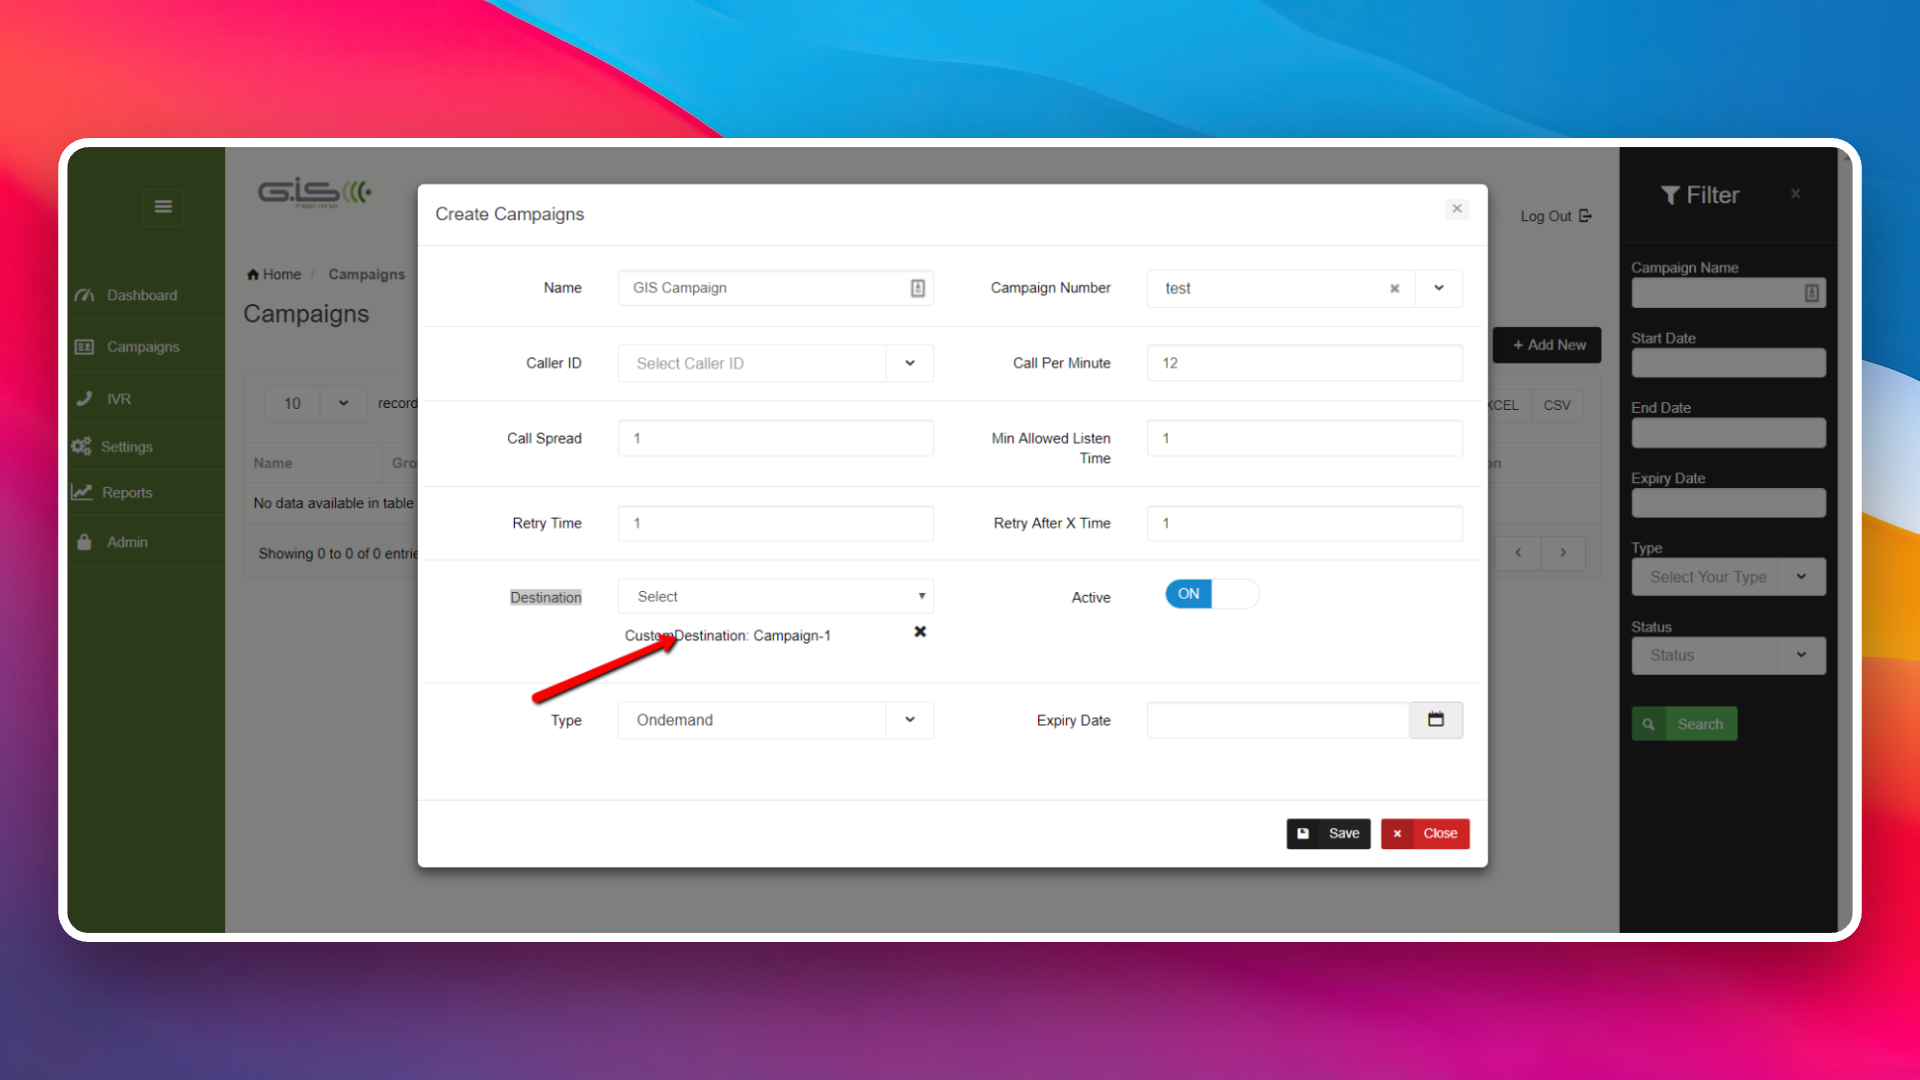 G.I.S
Log Out
Filter
Dashboard
Campaigns
IVR
Settings
Reports
Admin
Home / Campaigns
Campaigns
+ Add New
10 record
XCEL CSV
Name Gro on
No data available in table
Showing 0 to 0 of 0 entrie
Create Campaigns
Name GIS Campaign Campaign Number test
Caller ID Select Caller ID Call Per Minute 12
Call Spread 1 Min Allowed Listen
Time 1
Retry Time 1 Retry After X Time 1
Destination Select Active ON
CustomDestination: Campaign-1
Type Ondemand Expiry Date
Save Close
Campaign Name
Start Date
End Date
Expiry Date
Type
Select Your Type
Status
Status
Search